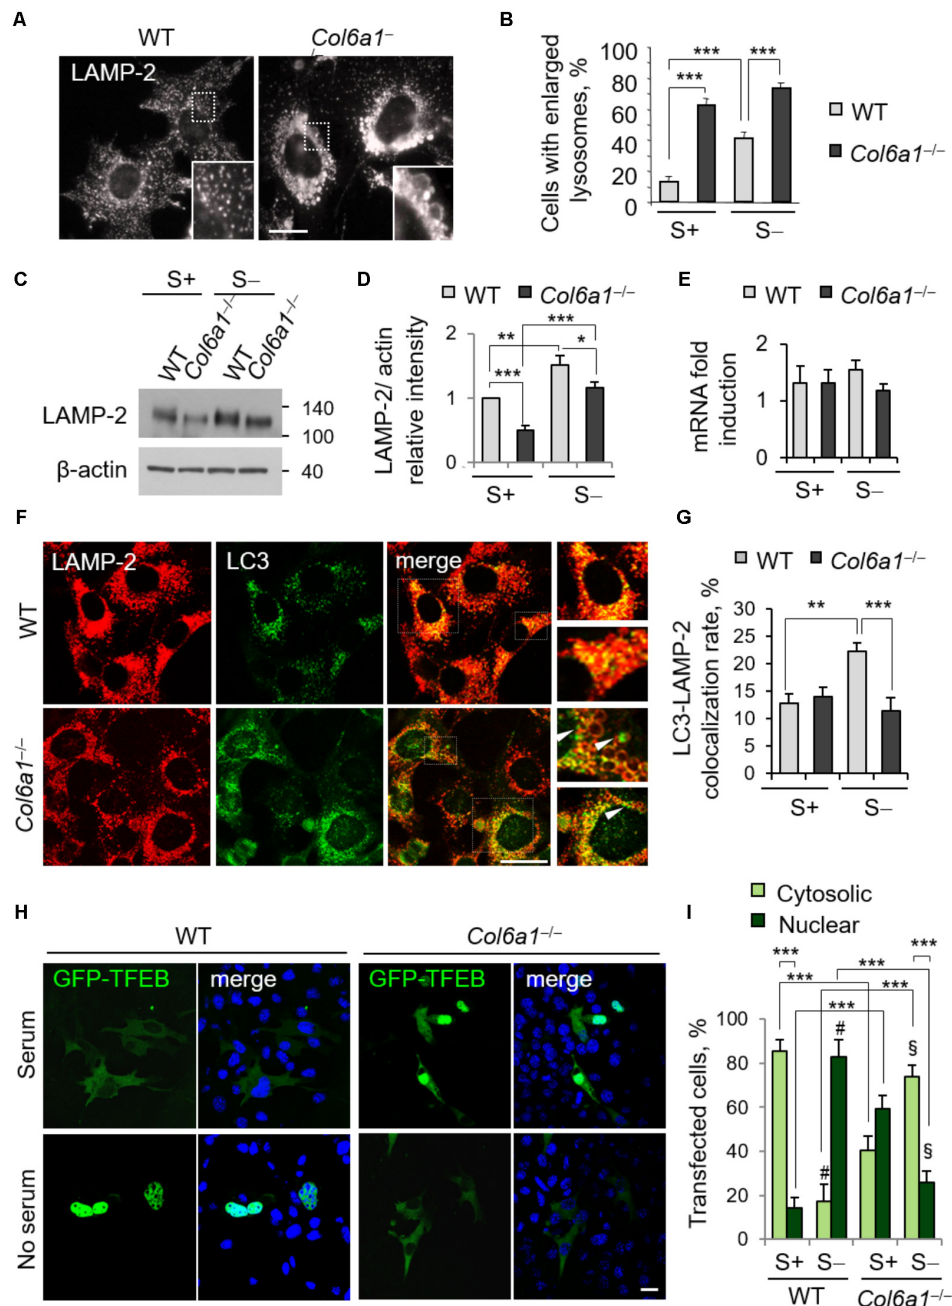 A
WT
Col6a1–
LAMP-2
B
Cells with enlarged lysosomes, %
100
80
60
40
20
0
***
***
***
S+
S–
WT
Col6a1–/–
C
S+
S–
WT
Col6a1–/–
WT
Col6a1–/–
LAMP-2
140
100
β-actin
40
D
WT
Col6a1–/–
LAMP-2/ actin relative intensity
2
1
0
**
***
***
*
S+
S–
E
WT
Col6a1–/–
mRNA fold induction
2
1
0
S+
S–
F
LAMP-2
LC3
merge
WT
Col6a1–/–
G
WT
Col6a1–/–
LC3-LAMP-2 colocalization rate, %
30
25
20
15
10
5
0
**
***
S+
S–
H
WT
Col6a1–/–
GFP-TFEB
merge
GFP-TFEB
merge
Serum
No serum
I
Cytosolic
Nuclear
Transfected cells, %
100
80
60
40
20
0
***
***
***
***
***
***
#
#
§
§
S+
S–
S+
S–
WT
Col6a1–/–